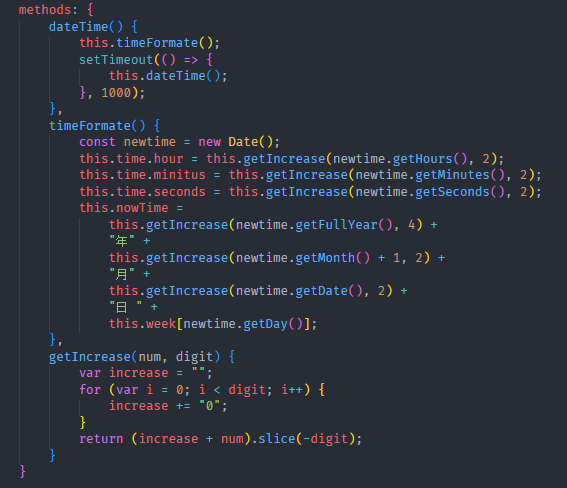 methods: {
dateTime() {
this.timeFormate();
setTimeout(() => {
this.dateTime();
}, 1000);
},
timeFormate() {
const newtime = new Date();
this.time.hour = this.getIncrease(newtime.getHours(), 2);
this.time.minitus = this.getIncrease(newtime.getMinutes(), 2);
this.time.seconds = this.getIncrease(newtime.getSeconds(), 2);
this.nowTime =
this.getIncrease(newtime.getFullYear(), 4) +
"年" +
this.getIncrease(newtime.getMonth() + 1, 2) +
"月" +
this.getIncrease(newtime.getDate(), 2) +
"日 " +
this.week[newtime.getDay()];
},
getIncrease(num, digit) {
var increase = "";
for (var i = 0; i < digit; i++) {
increase += "0";
}
return (increase + num).slice(-digit);
}
}